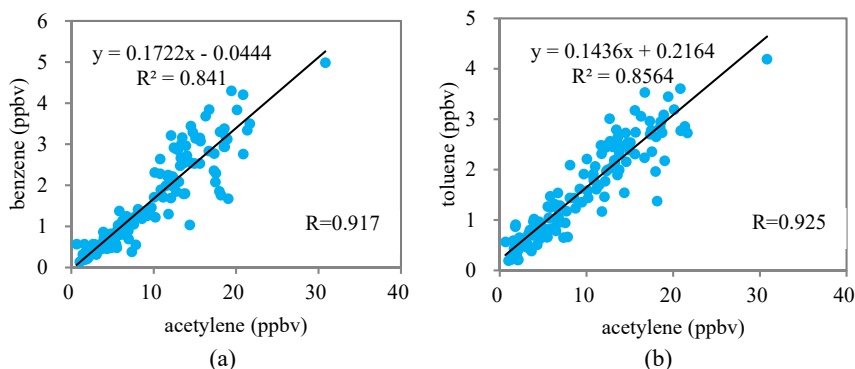 6
5
4
3
2
1
0
0
10
20
30
40
benzene (ppbv)
acetylene (ppbv)
y = 0.1722x - 0.0444
R² = 0.841
R=0.917
(a)
5
4
3
2
1
0
0
10
20
30
40
toluene (ppbv)
acetylene (ppbv)
y = 0.1436x + 0.2164
R² = 0.8564
R=0.925
(b)